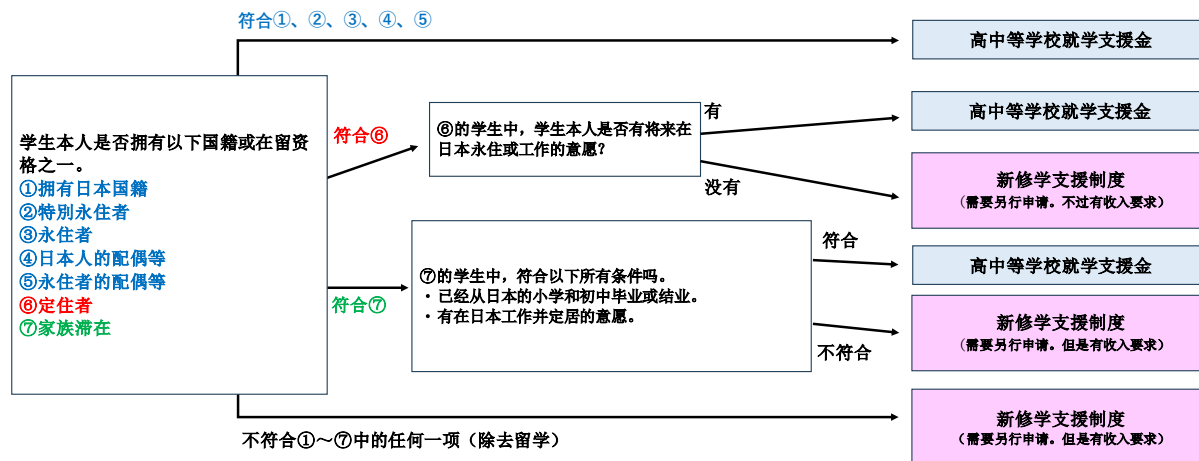 符合①、②、③、④、⑤
高中等学校就学支援金
学生本人是否拥有以下国籍或在留资
格之一。
①拥有日本国籍
②特别永住者
③永住者
④日本人的配偶等
⑤永住者的配偶等
⑥定住者
⑦家族滞在
符合⑥
⑥的学生中，学生本人是否有将来在
日本永住或工作的意愿？
有
高中等学校就学支援金
没有
新修学支援制度
（需要另行申请。不过有收入要求）
符合⑦
⑦的学生中，符合以下所有条件吗。
・已经从日本的小学和初中毕业或结业。
・有在日本工作并定居的意愿。
符合
高中等学校就学支援金
不符合
新修学支援制度
（需要另行申请。但是有收入要求）
不符合①～⑦中的任何一项（除去留学）
新修学支援制度
（需要另行申请。但是有收入要求）